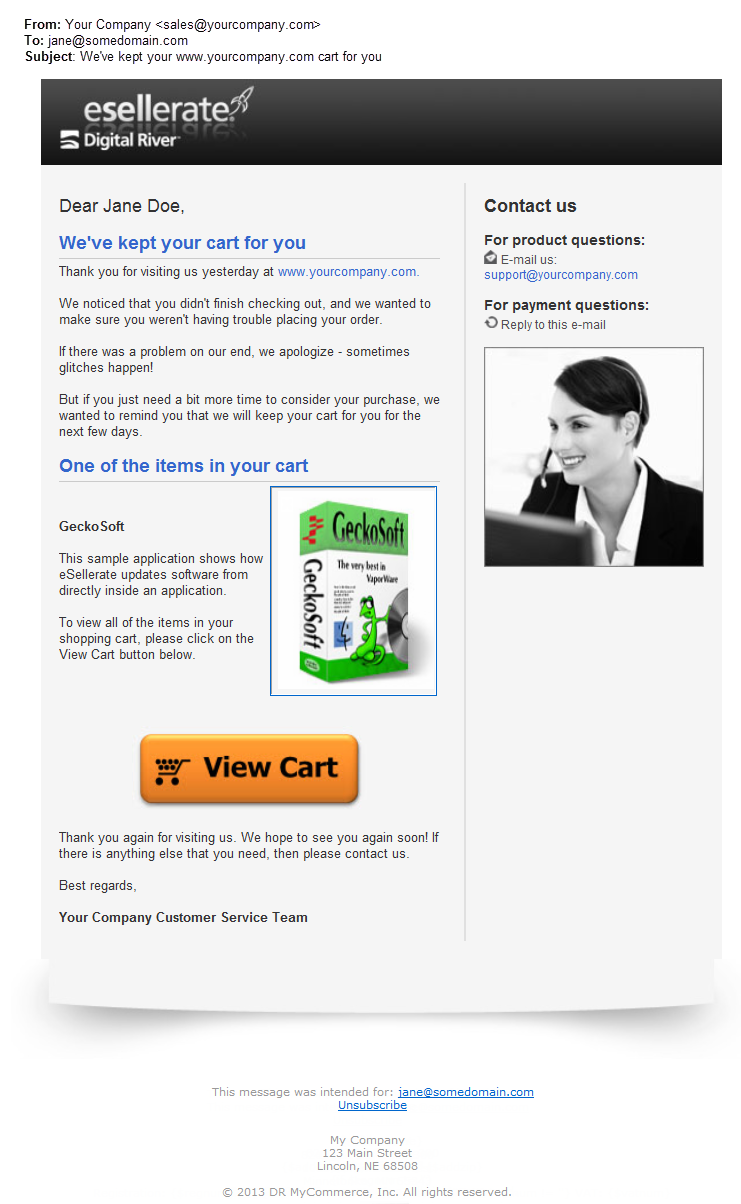 From: Your Company <sales@yourcompany.com>
To: jane@somedomain.com
Subject: We've kept your www.yourcompany.com cart for you
esellerate
Digital River
Dear Jane Doe,
We've kept your cart for you
Thank you for visiting us yesterday at www.yourcompany.com.
We noticed that you didn't finish checking out, and we wanted to
make sure you weren't having trouble placing your order.
If there was a problem on our end, we apologize - sometimes
glitches happen!
But if you just need a bit more time to consider your purchase, we
wanted to remind you that we will keep your cart for you for the
next few days.
One of the items in your cart
GeckoSoft
This sample application shows how
eSellerate updates software from
directly inside an application.
To view all of the items in your
shopping cart, please click on the
View Cart button below.
GeckoSoft
The very best in
VaporWare
GeckoSoft
View Cart
Thank you again for visiting us. We hope to see you again soon! If
there is anything else that you need, then please contact us.
Best regards,
Your Company Customer Service Team
Contact us
For product questions:
E-mail us:
support@yourcompany.com
For payment questions:
Reply to this e-mail
This message was intended for: jane@somedomain.com
Unsubscribe
My Company
123 Main Street
Lincoln, NE 68508
© 2013 DR MyCommerce, Inc. All rights reserved.